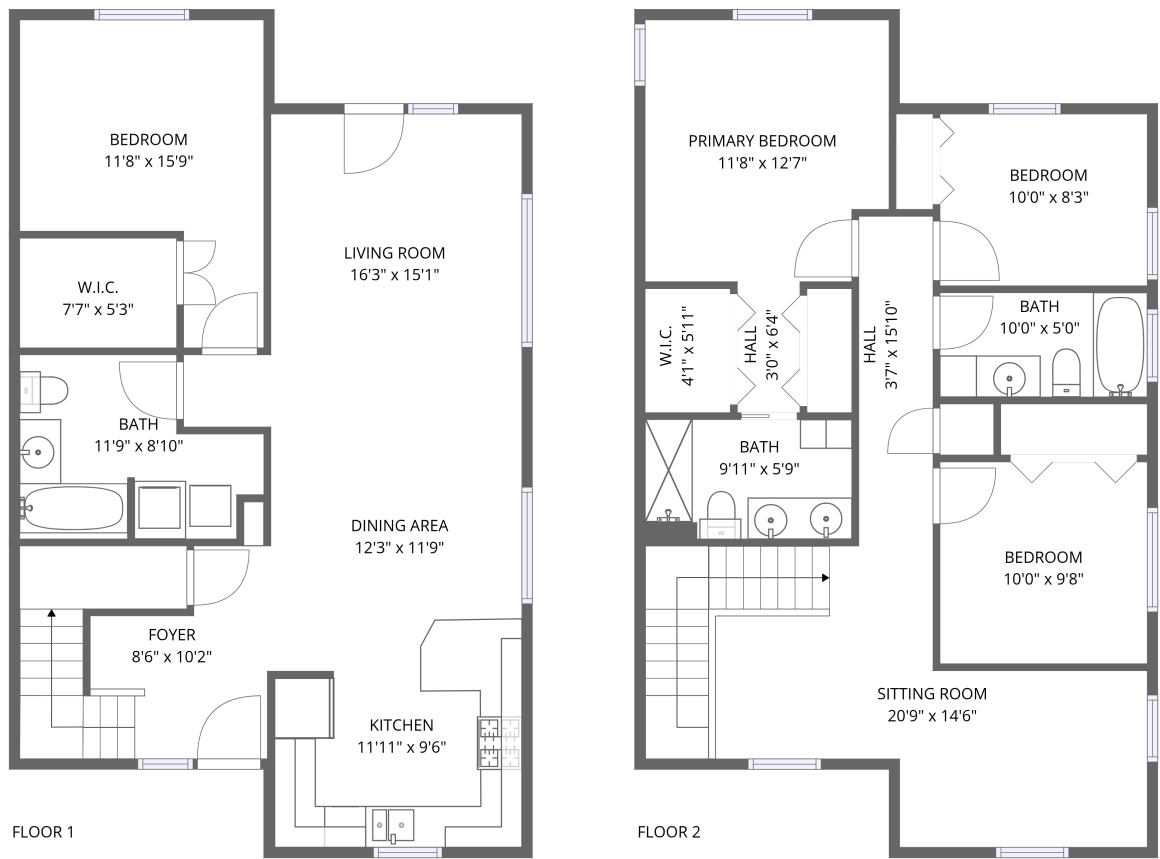 BEDROOM
11'8" x 15'9"
W.I.C.
7'7" x 5'3"
LIVING ROOM
16'3" x 15'1"
BATH
11'9" x 8'10"
DINING AREA
12'3" x 11'9"
FOYER
8'6" x 10'2"
KITCHEN
11'11" x 9'6"
FLOOR 1
PRIMARY BEDROOM
11'8" x 12'7"
BEDROOM
10'0" x 8'3"
W.I.C.
4'1" x 5'11"
HALL
3'0" x 6'4"
HALL
3'7" x 15'10"
BATH
10'0" x 5'0"
BATH
9'11" x 5'9"
BEDROOM
10'0" x 9'8"
SITTING ROOM
20'9" x 14'6"
FLOOR 2